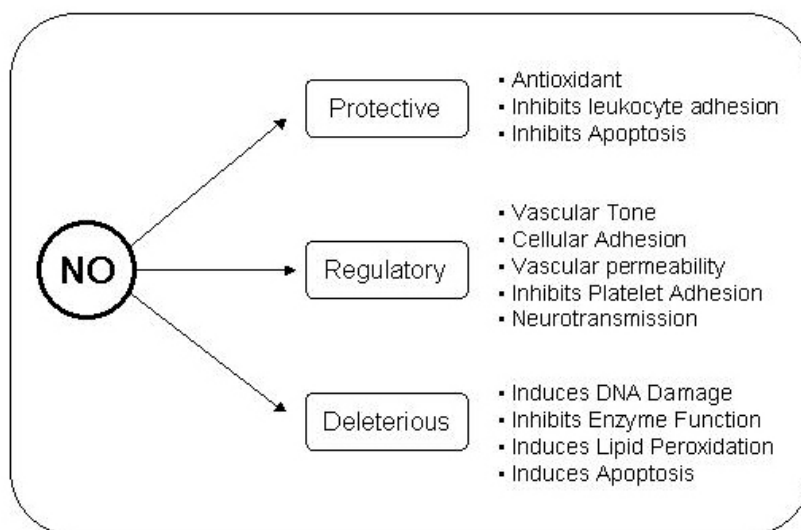 NO
Protective
▪ Antioxidant
▪ Inhibits leukocyte adhesion
▪ Inhibits Apoptosis
Regulatory
▪ Vascular Tone
▪ Cellular Adhesion
▪ Vascular permeability
▪ Inhibits Platelet Adhesion
▪ Neurotransmission
Deleterious
▪ Induces DNA Damage
▪ Inhibits Enzyme Function
▪ Induces Lipid Peroxidation
▪ Induces Apoptosis